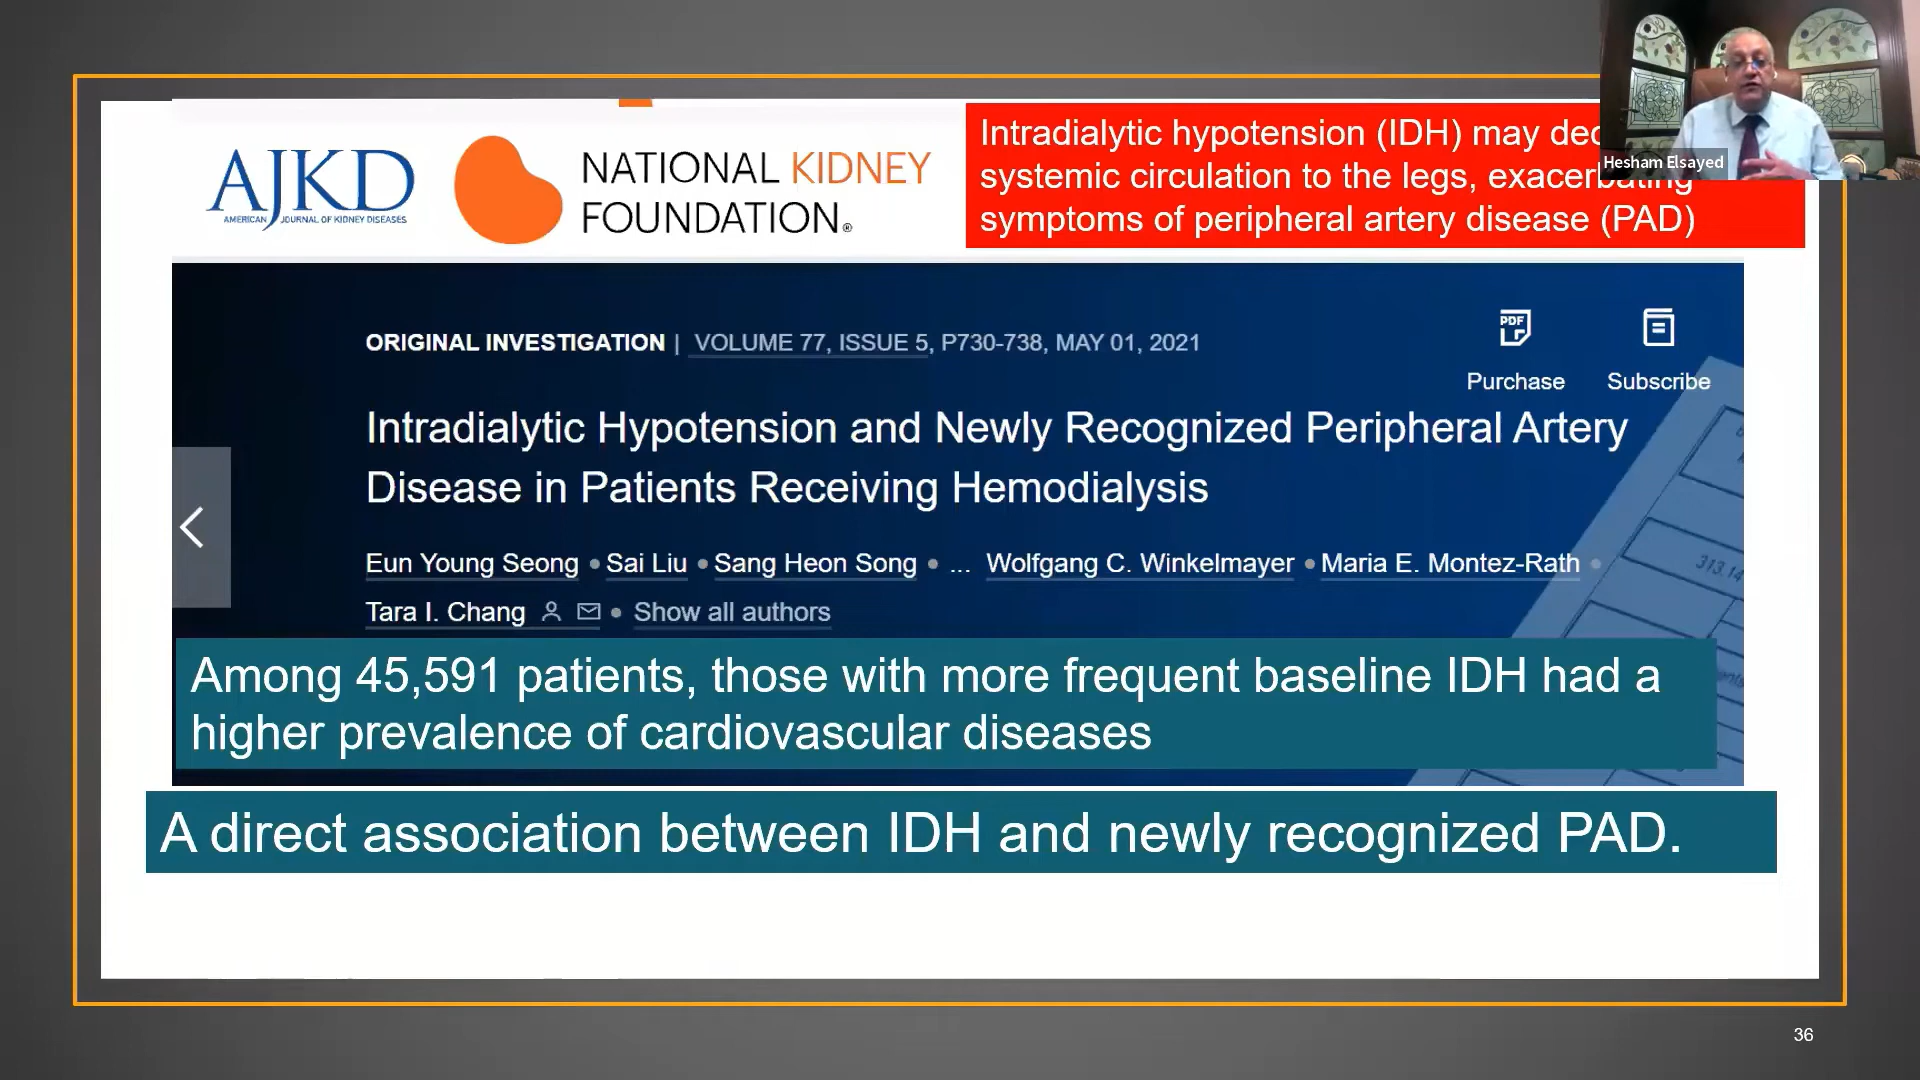 AJKD
AMERICAN JOURNAL OF KIDNEY DISEASES
NATIONAL KIDNEY
FOUNDATION®
Intradialytic hypotension (IDH) may
systemic circulation to the legs, exacerbating
symptoms of peripheral artery disease (PAD)
Hesham Elsayed
ORIGINAL INVESTIGATION | VOLUME 77, ISSUE 5, P730-738, MAY 01, 2021
PDF
Purchase
Subscribe
Intradialytic Hypotension and Newly Recognized Peripheral Artery
Disease in Patients Receiving Hemodialysis
Eun Young Seong • Sai Liu • Sang Heon Song • ... Wolfgang C. Winkelmayer • Maria E. Montez-Rath •
Tara I. Chang • Show all authors
313.14
Among 45,591 patients, those with more frequent baseline IDH had a
higher prevalence of cardiovascular diseases
A direct association between IDH and newly recognized PAD.
36